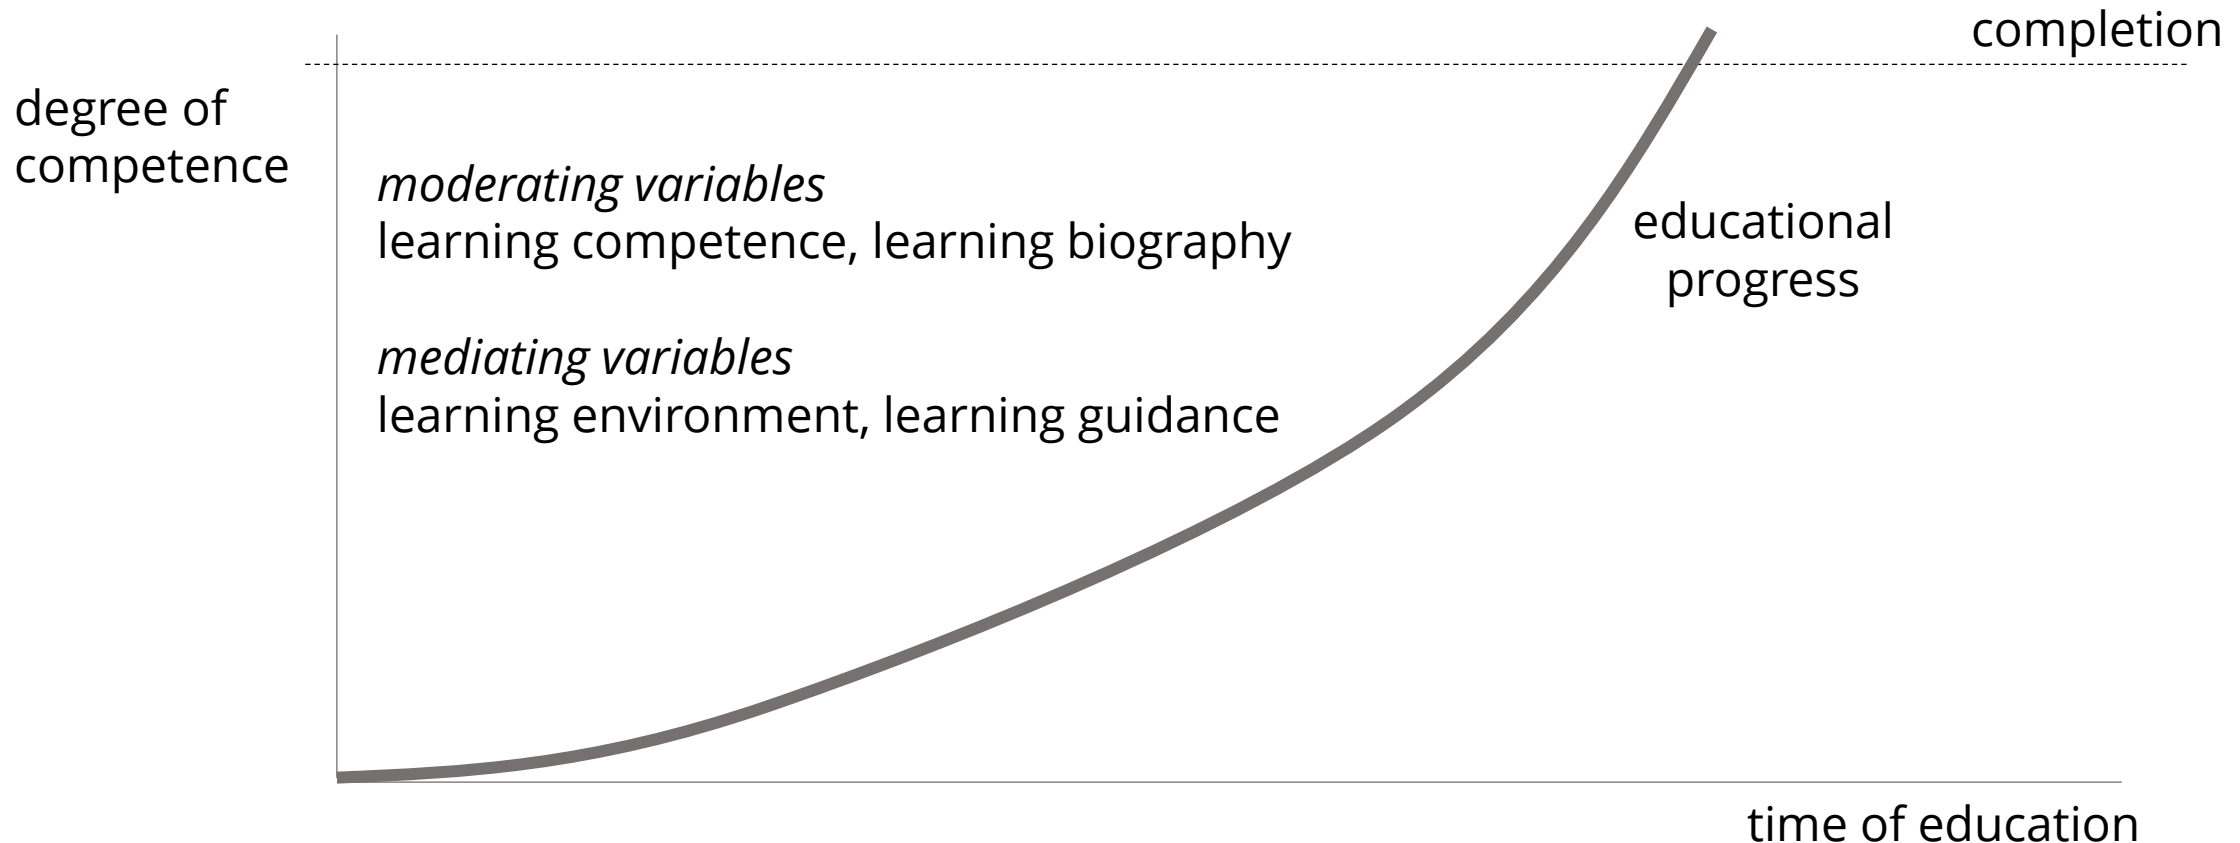 completion
degree of
competence
moderating variables
learning competence, learning biography
educational
progress
mediating variables
learning environment, learning guidance
time of education